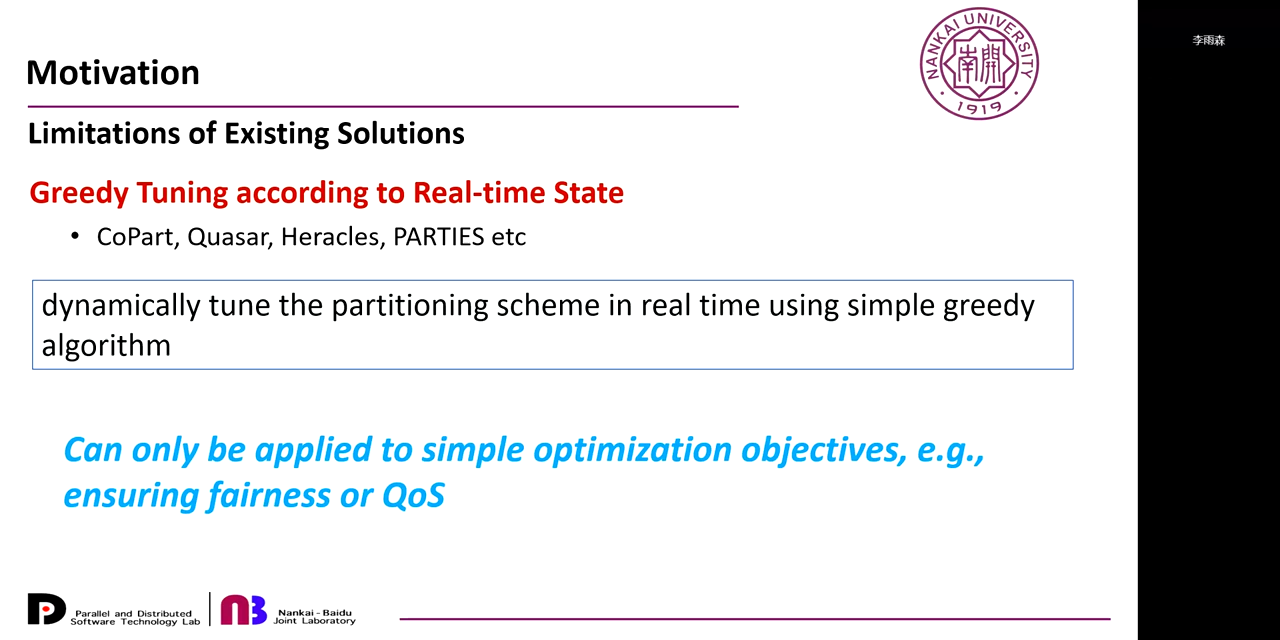 Motivation
NANKAI UNIVERSITY
南開
1919
李雨森
Limitations of Existing Solutions
Greedy Tuning according to Real-time State
• CoPart, Quasar, Heracles, PARTIES etc
dynamically tune the partitioning scheme in real time using simple greedy
algorithm
Can only be applied to simple optimization objectives, e.g.,
ensuring fairness or QoS
Parallel and Distributed
Software Technology Lab
Nankai-Baidu
Joint Laboratory